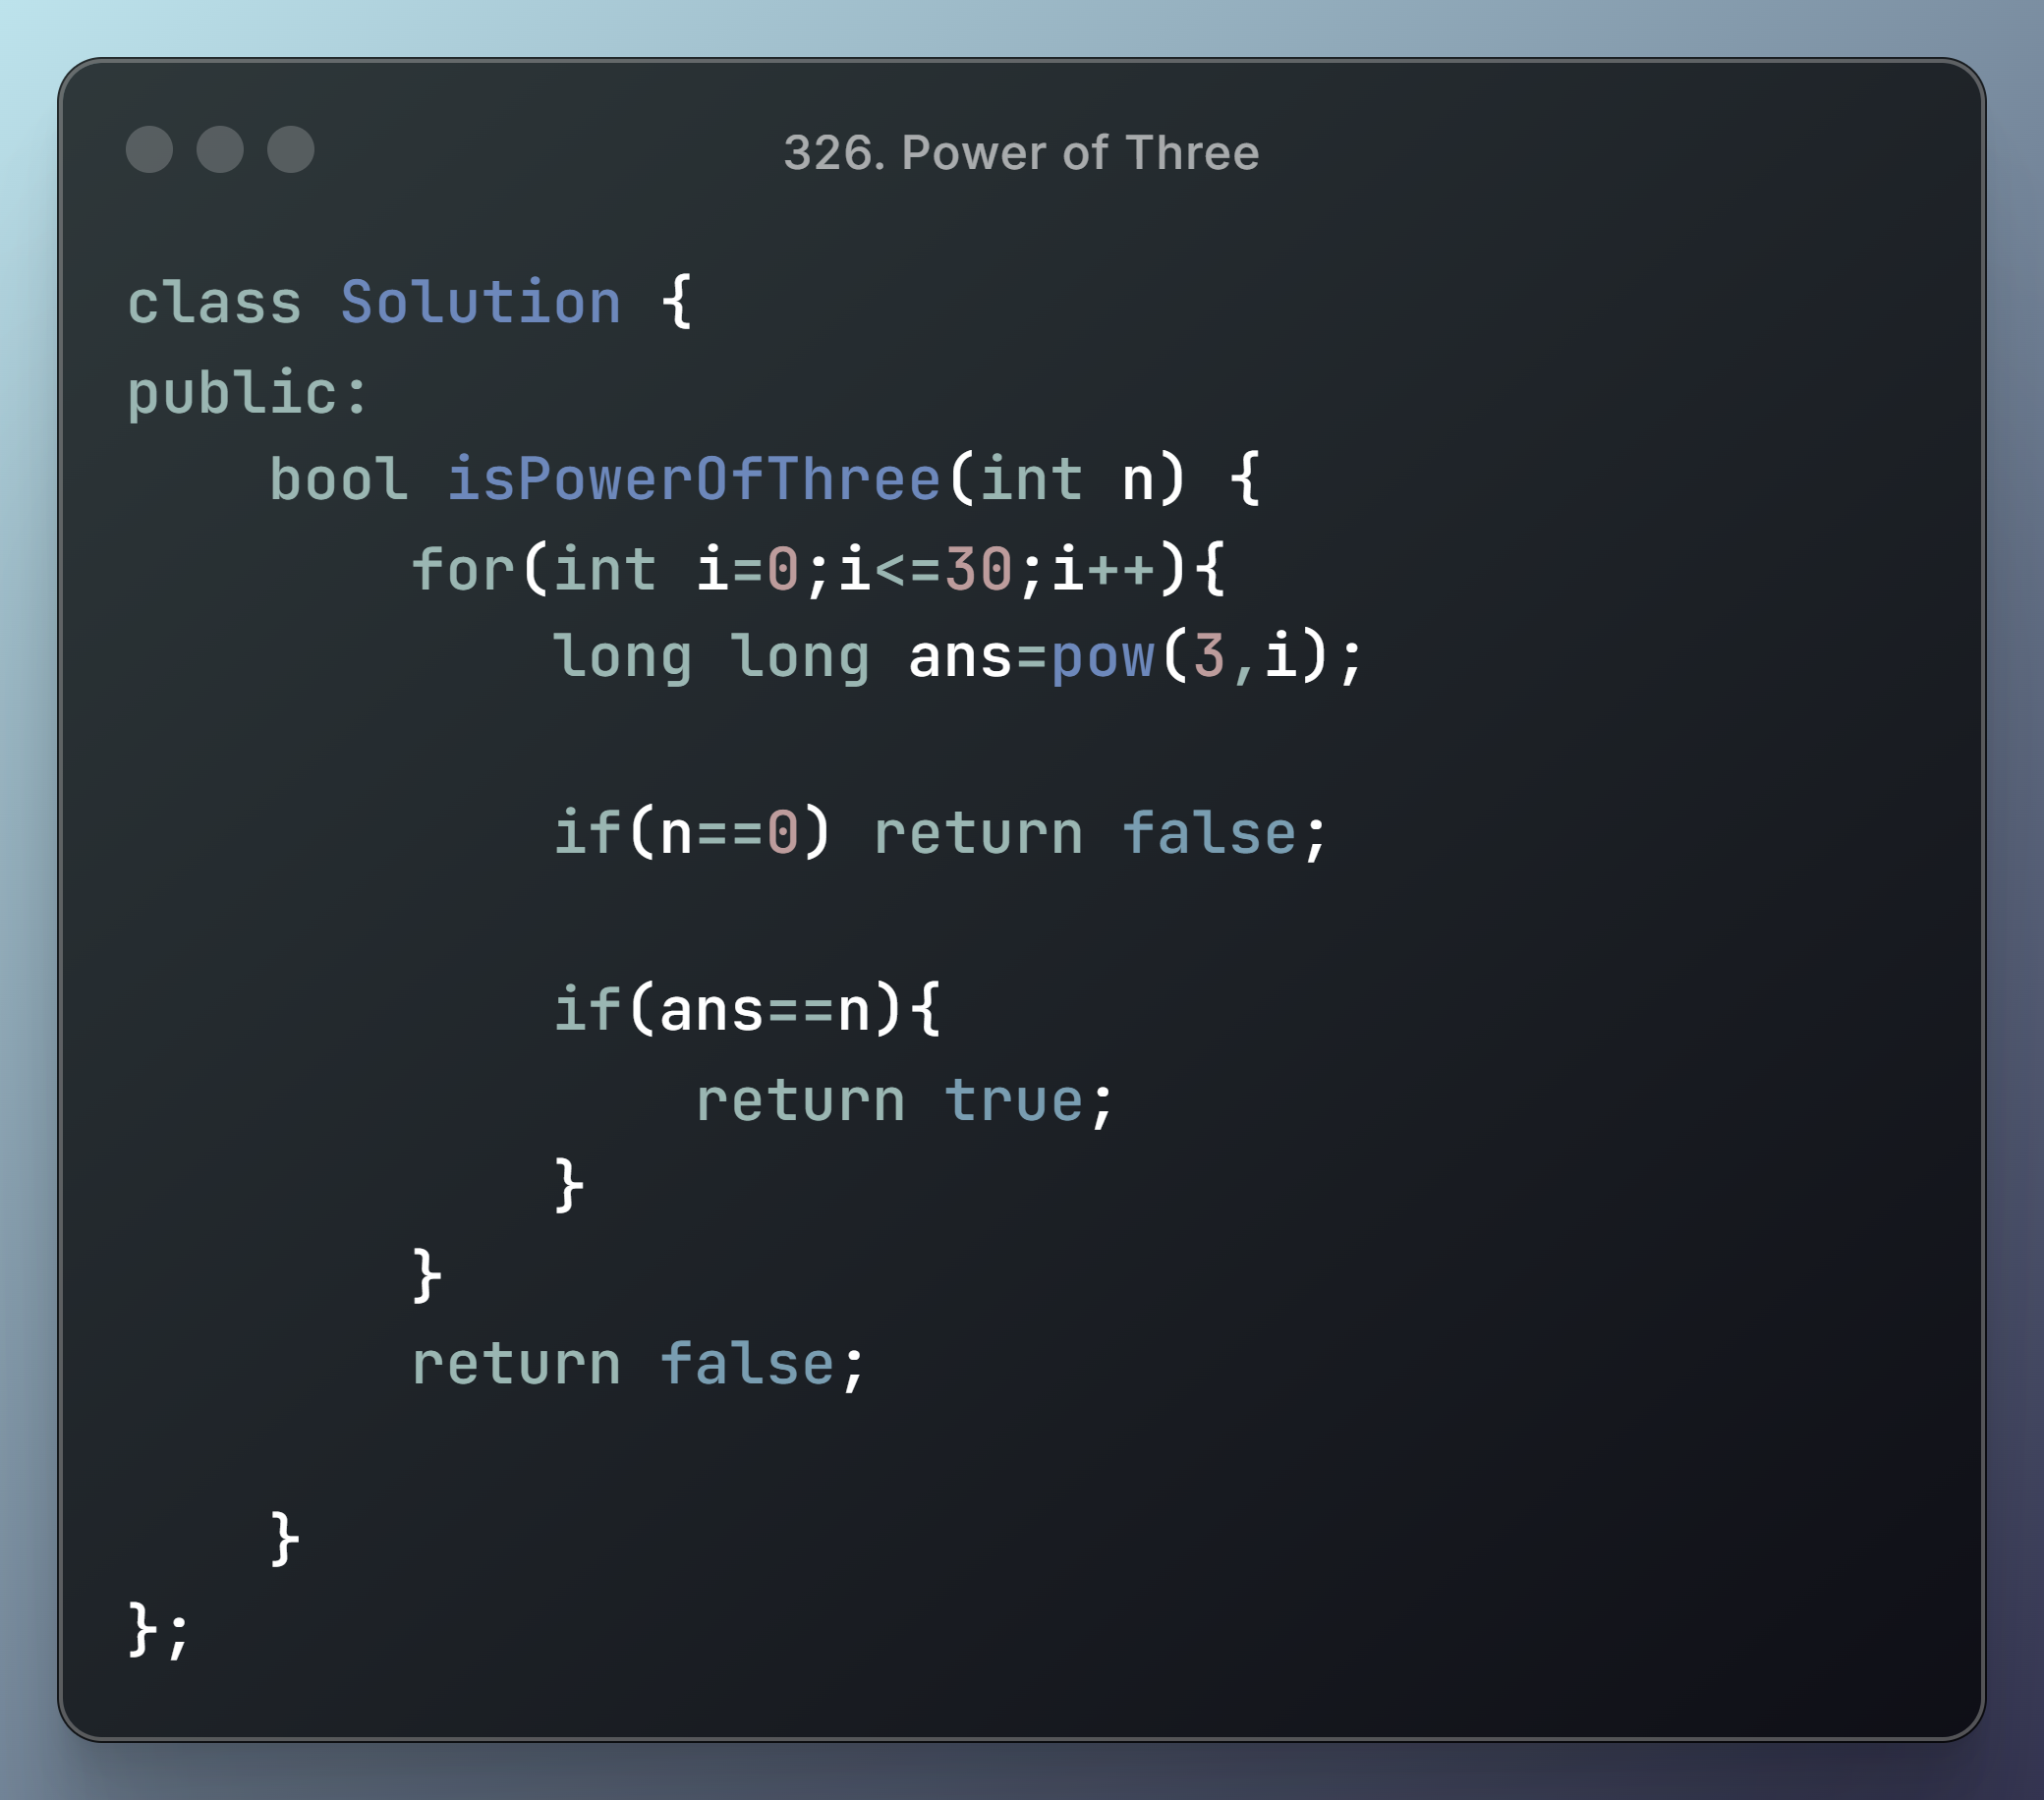 326. Power of Three
class Solution {
public:
    bool isPowerOfThree(int n) {
        for(int i=0;i<=30;i++){
            long long ans=pow(3,i);
            if(n==0) return false;
            if(ans==n){
                return true;
            }
        }
        return false;
    }
};